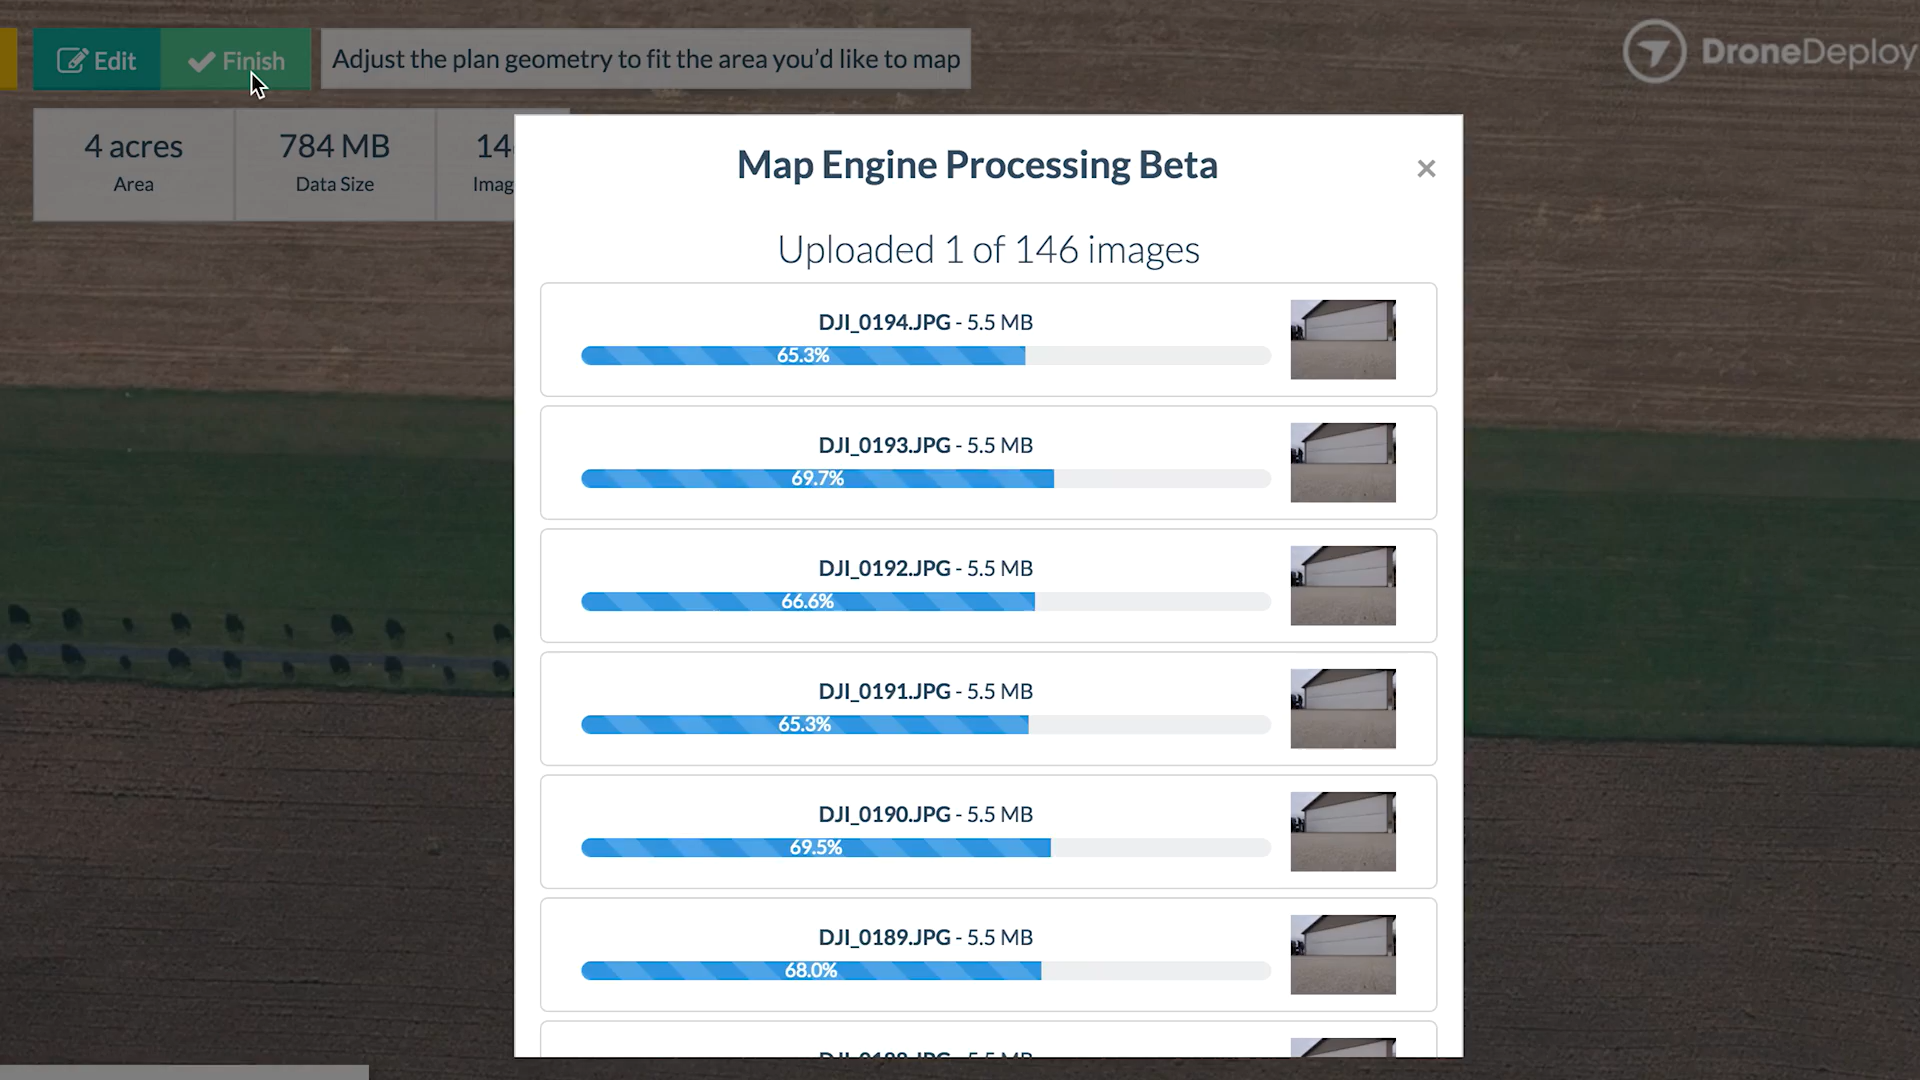 Edit
Finish
Adjust the plan geometry to fit the area you’d like to map
DroneDeploy
4 acres
Area
784 MB
Data Size
Map Engine Processing Beta
×
Uploaded 1 of 146 images
DJI_0194.JPG - 5.5 MB
65.3%
DJI_0193.JPG - 5.5 MB
69.7%
DJI_0192.JPG - 5.5 MB
66.6%
DJI_0191.JPG - 5.5 MB
65.3%
DJI_0190.JPG - 5.5 MB
69.5%
DJI_0189.JPG - 5.5 MB
68.0%